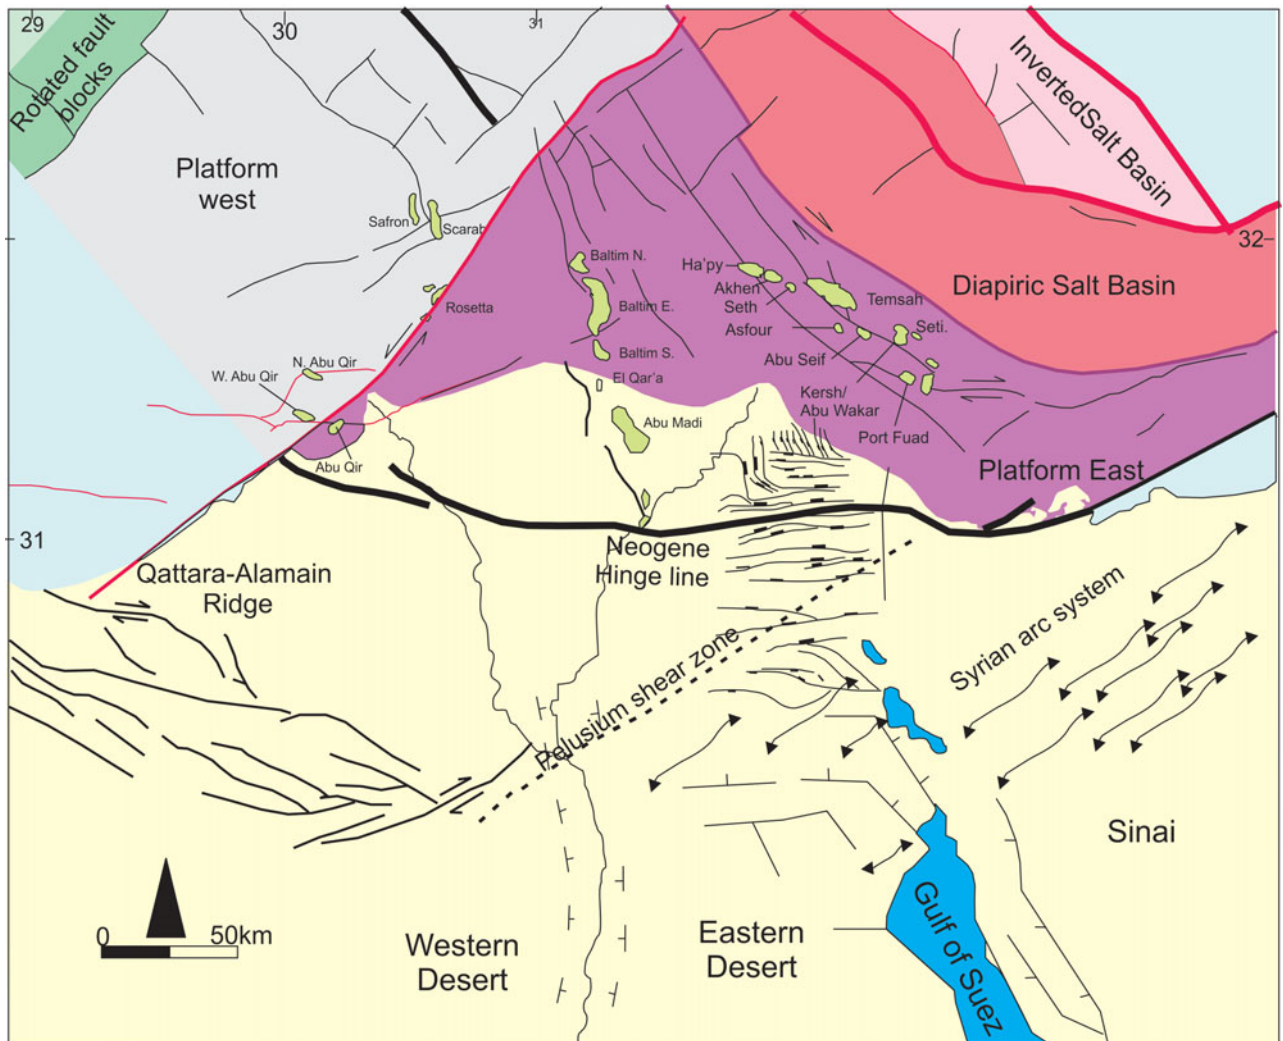 29
30
31
Rotated fault
blocks
Platform
west
InvertedSalt Basin
Safron
Scarab
32
Baltim N.
Ha'py
Akhen
Seth
Temsah
Diapiric Salt Basin
Rosetta
Baltim E.
Asfour
Seti.
Baltim S.
Abu Seif
N. Abu Qir
W. Abu Qir
El Qar'a
Kersh/
Abu Wakar
Abu Madi
Port Fuad
Abu Qir
Platform East
31
Neogene
Hinge line
Qattara-Alamain
Ridge
Syrian arc system
Pelusium shear zone
Sinai
0
50km
Western
Desert
Eastern
Desert
Gulf of Suez